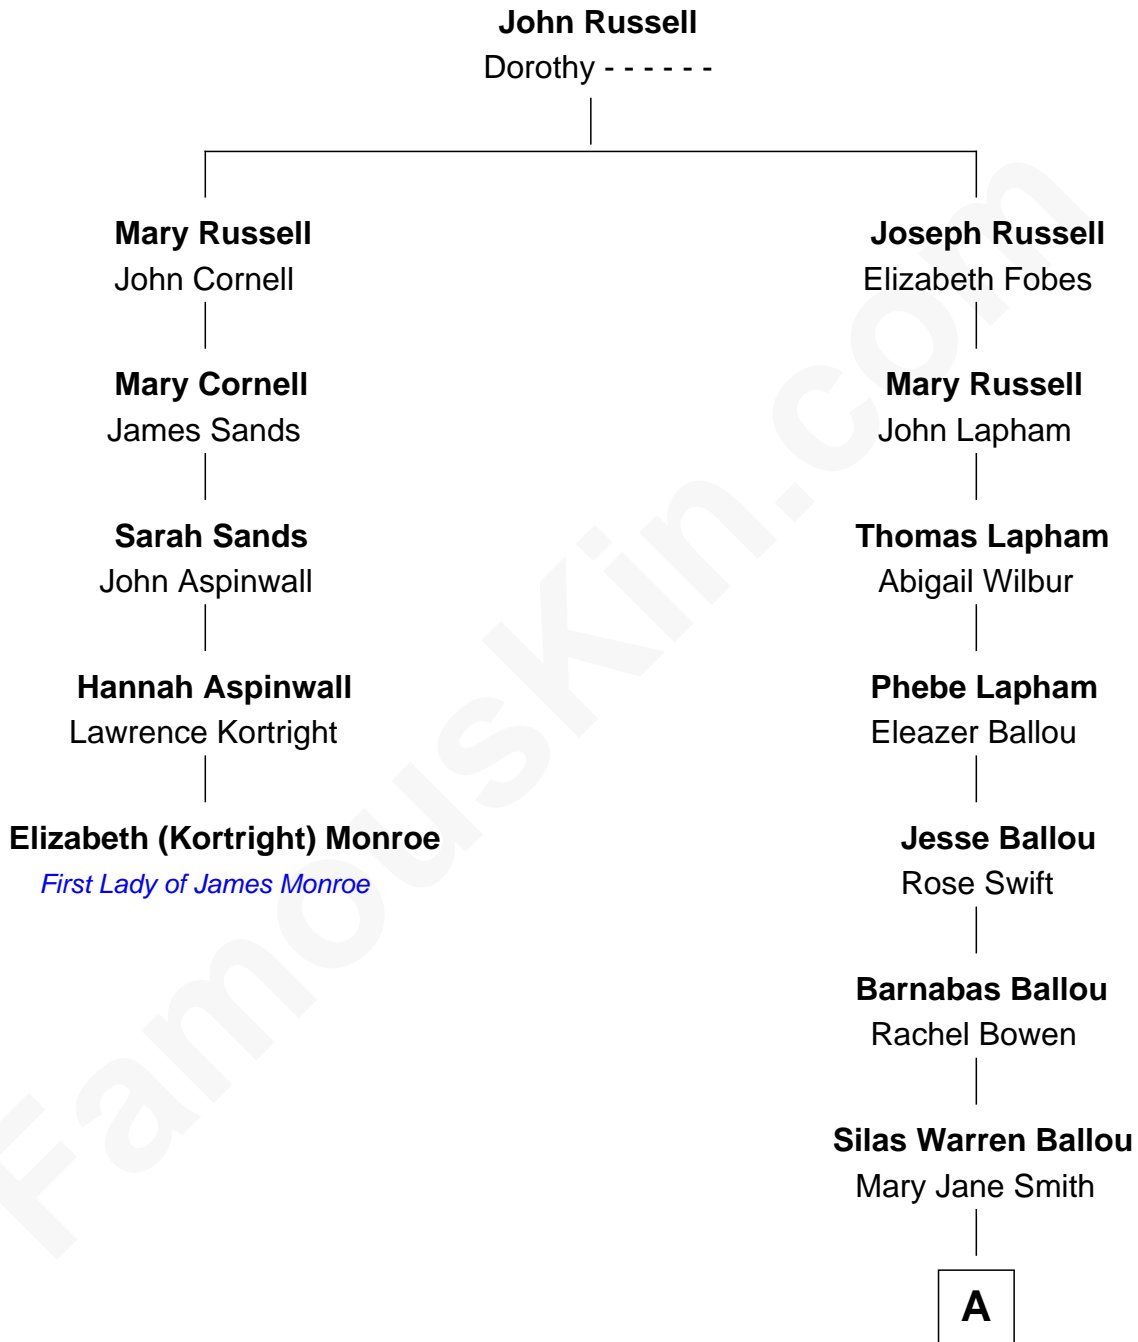 John Russell
Dorothy - - - - - -
Mary Russell
John Cornell
Mary Cornell
James Sands
Sarah Sands
John Aspinwall
Hannah Aspinwall
Lawrence Kortright
Elizabeth (Kortright) Monroe
First Lady of James Monroe
Joseph Russell
Elizabeth Fobes
Mary Russell
John Lapham
Thomas Lapham
Abigail Wilbur
Phebe Lapham
Eleazer Ballou
Jesse Ballou
Rose Swift
Barnabas Ballou
Rachel Bowen
Silas Warren Ballou
Mary Jane Smith
A
FamousKin.com